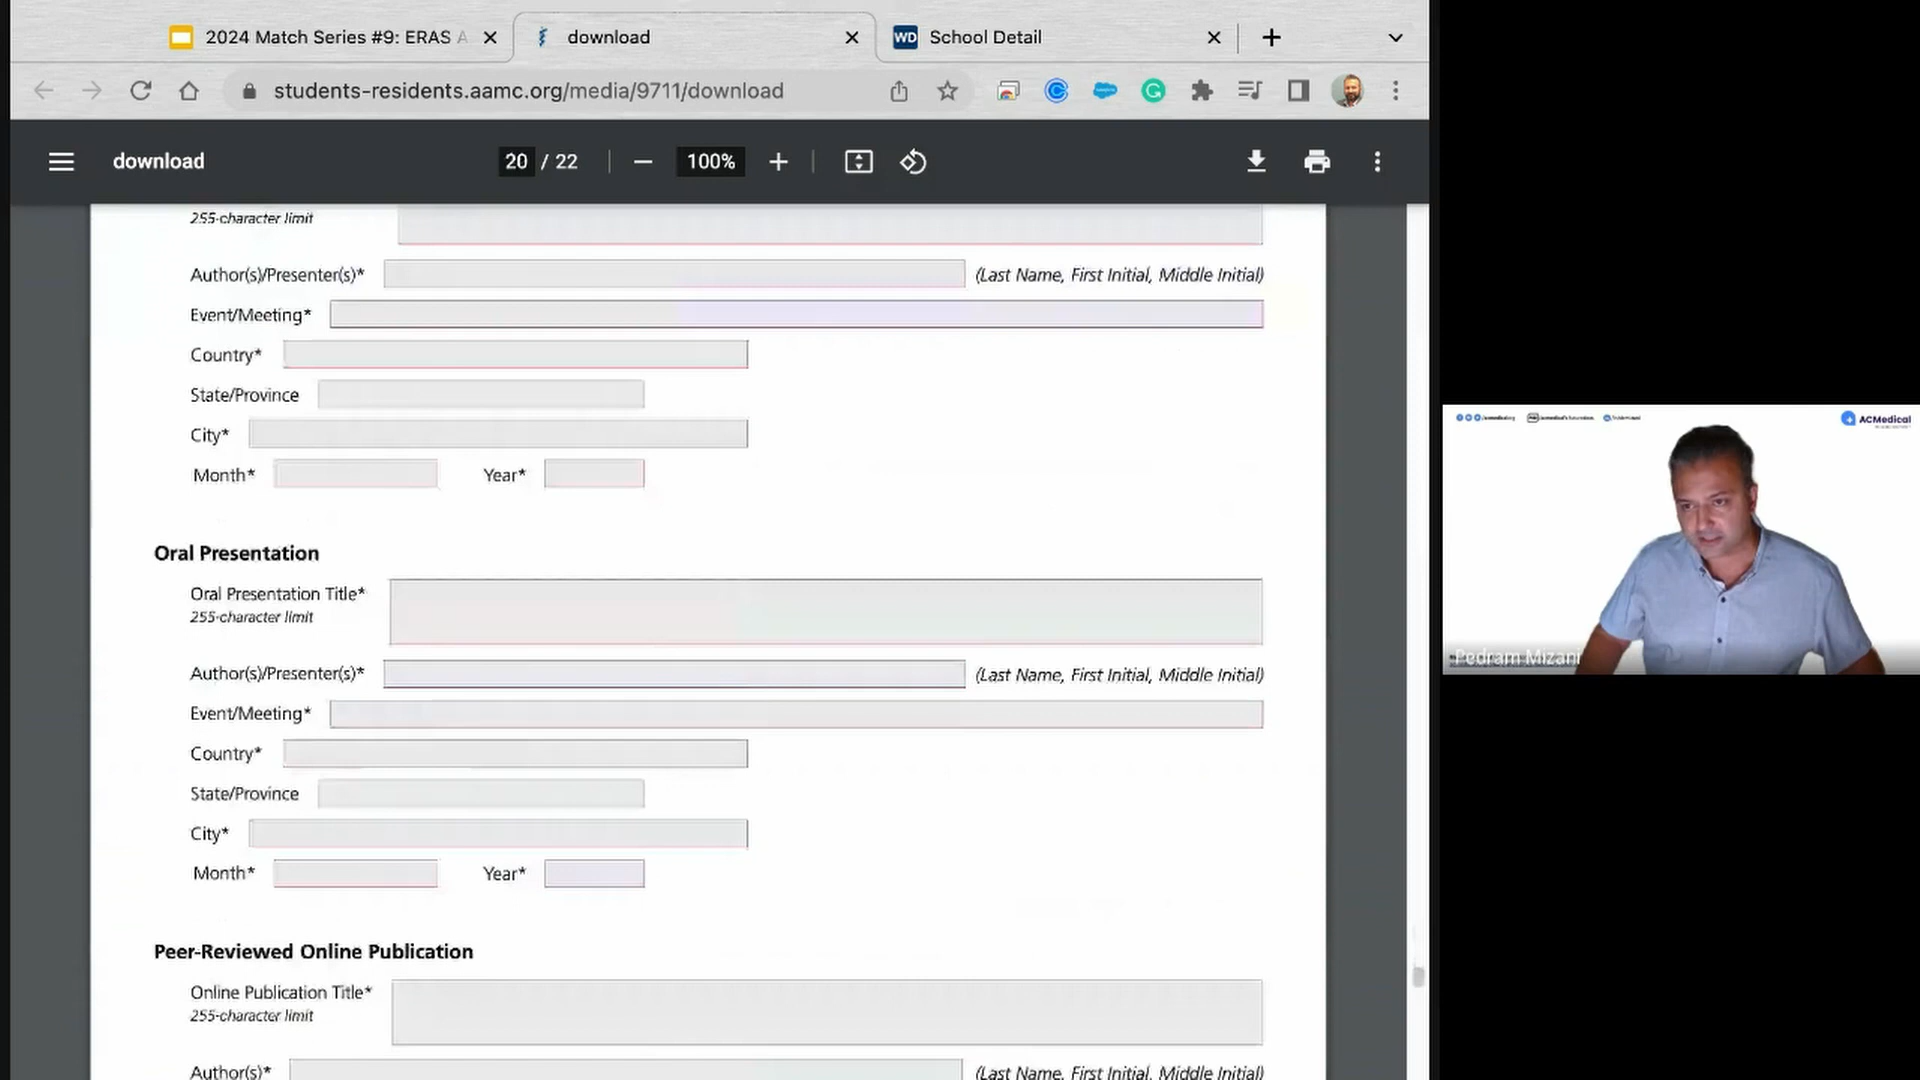 2024 Match Series #9: ERAS A
download
School Detail
students-residents.aamc.org/media/9711/download
download
20 / 22
100%
255-character limit
Author(s)/Presenter(s)* (Last Name, First Initial, Middle Initial)
Event/Meeting*
Country*
State/Province
City*
Month* Year*
Oral Presentation
Oral Presentation Title*
255-character limit
Author(s)/Presenter(s)* (Last Name, First Initial, Middle Initial)
Event/Meeting*
Country*
State/Province
City*
Month* Year*
Peer-Reviewed Online Publication
Online Publication Title*
255-character limit
Author(s)* (Last Name, First Initial, Middle Initial)
WD
ACMedical
Pedram Mizani